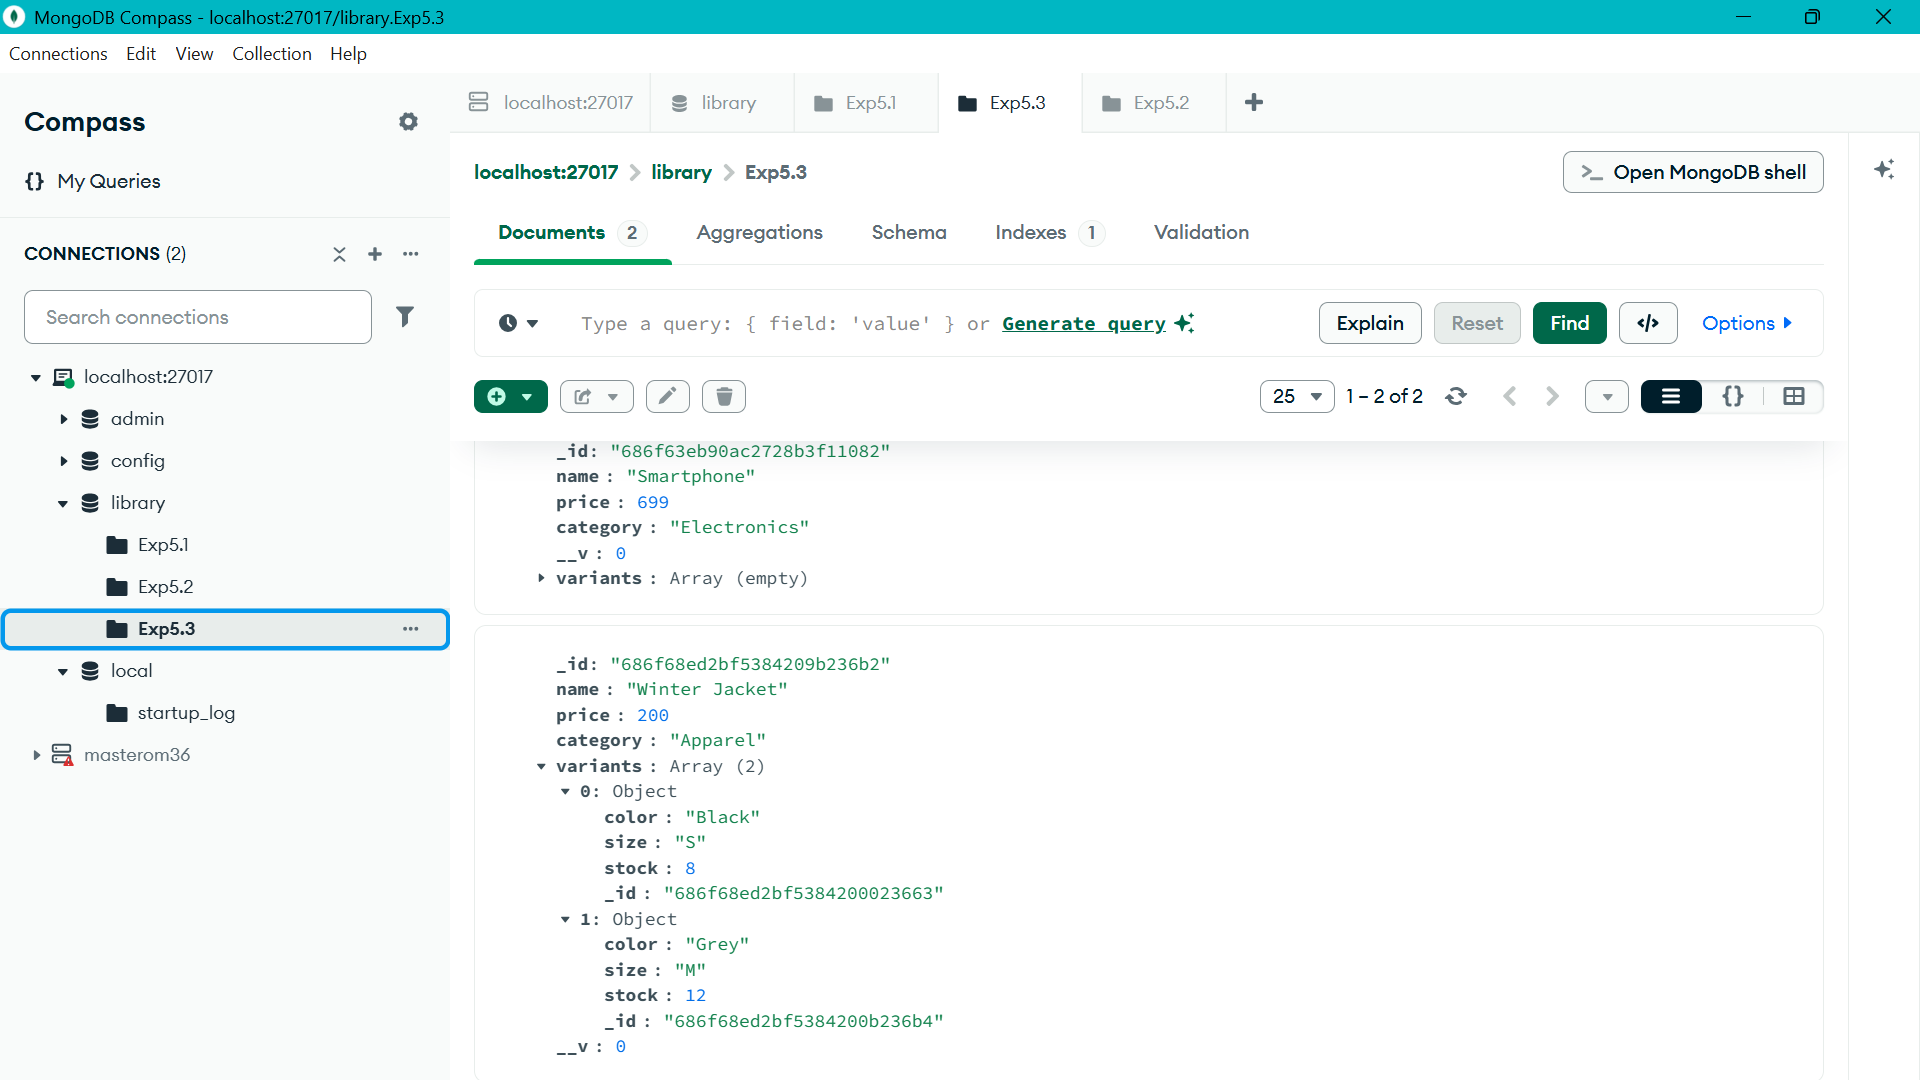 MongoDB Compass - localhost:27017/library.Exp5.3
Connections Edit View Collection Help
Compass
My Queries
CONNECTIONS (2)
Search connections
localhost:27017
admin
config
library
Exp5.1
Exp5.2
Exp5.3
local
startup_log
masterom36
localhost:27017 library Exp5.1 Exp5.3 Exp5.2
localhost:27017 library Exp5.3
Open MongoDB shell
Documents 2 Aggregations Schema Indexes 1 Validation
Type a query: { field: 'value' } or Generate query
Explain Reset Find </> Options
25 1 – 2 of 2 {}
_id: "686f63eb90ac2728b3f11082"
name : "Smartphone"
price : 699
category : "Electronics"
__v : 0
variants : Array (empty)
_id: "686f68ed2bf5384209b236b2"
name : "Winter Jacket"
price : 200
category : "Apparel"
variants : Array (2)
0: Object
color : "Black"
size : "S"
stock : 8
_id : "686f68ed2bf5384200023663"
1: Object
color : "Grey"
size : "M"
stock : 12
_id : "686f68ed2bf5384200b236b4"
__v : 0